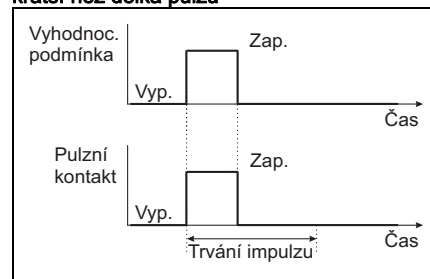 kratší než délka pulzu
Vyhodnoc.
podmínka
Zap.
Vyp.
Čas
Pulzní
kontakt
Zap.
Vyp.
Čas
Trvání impulzu